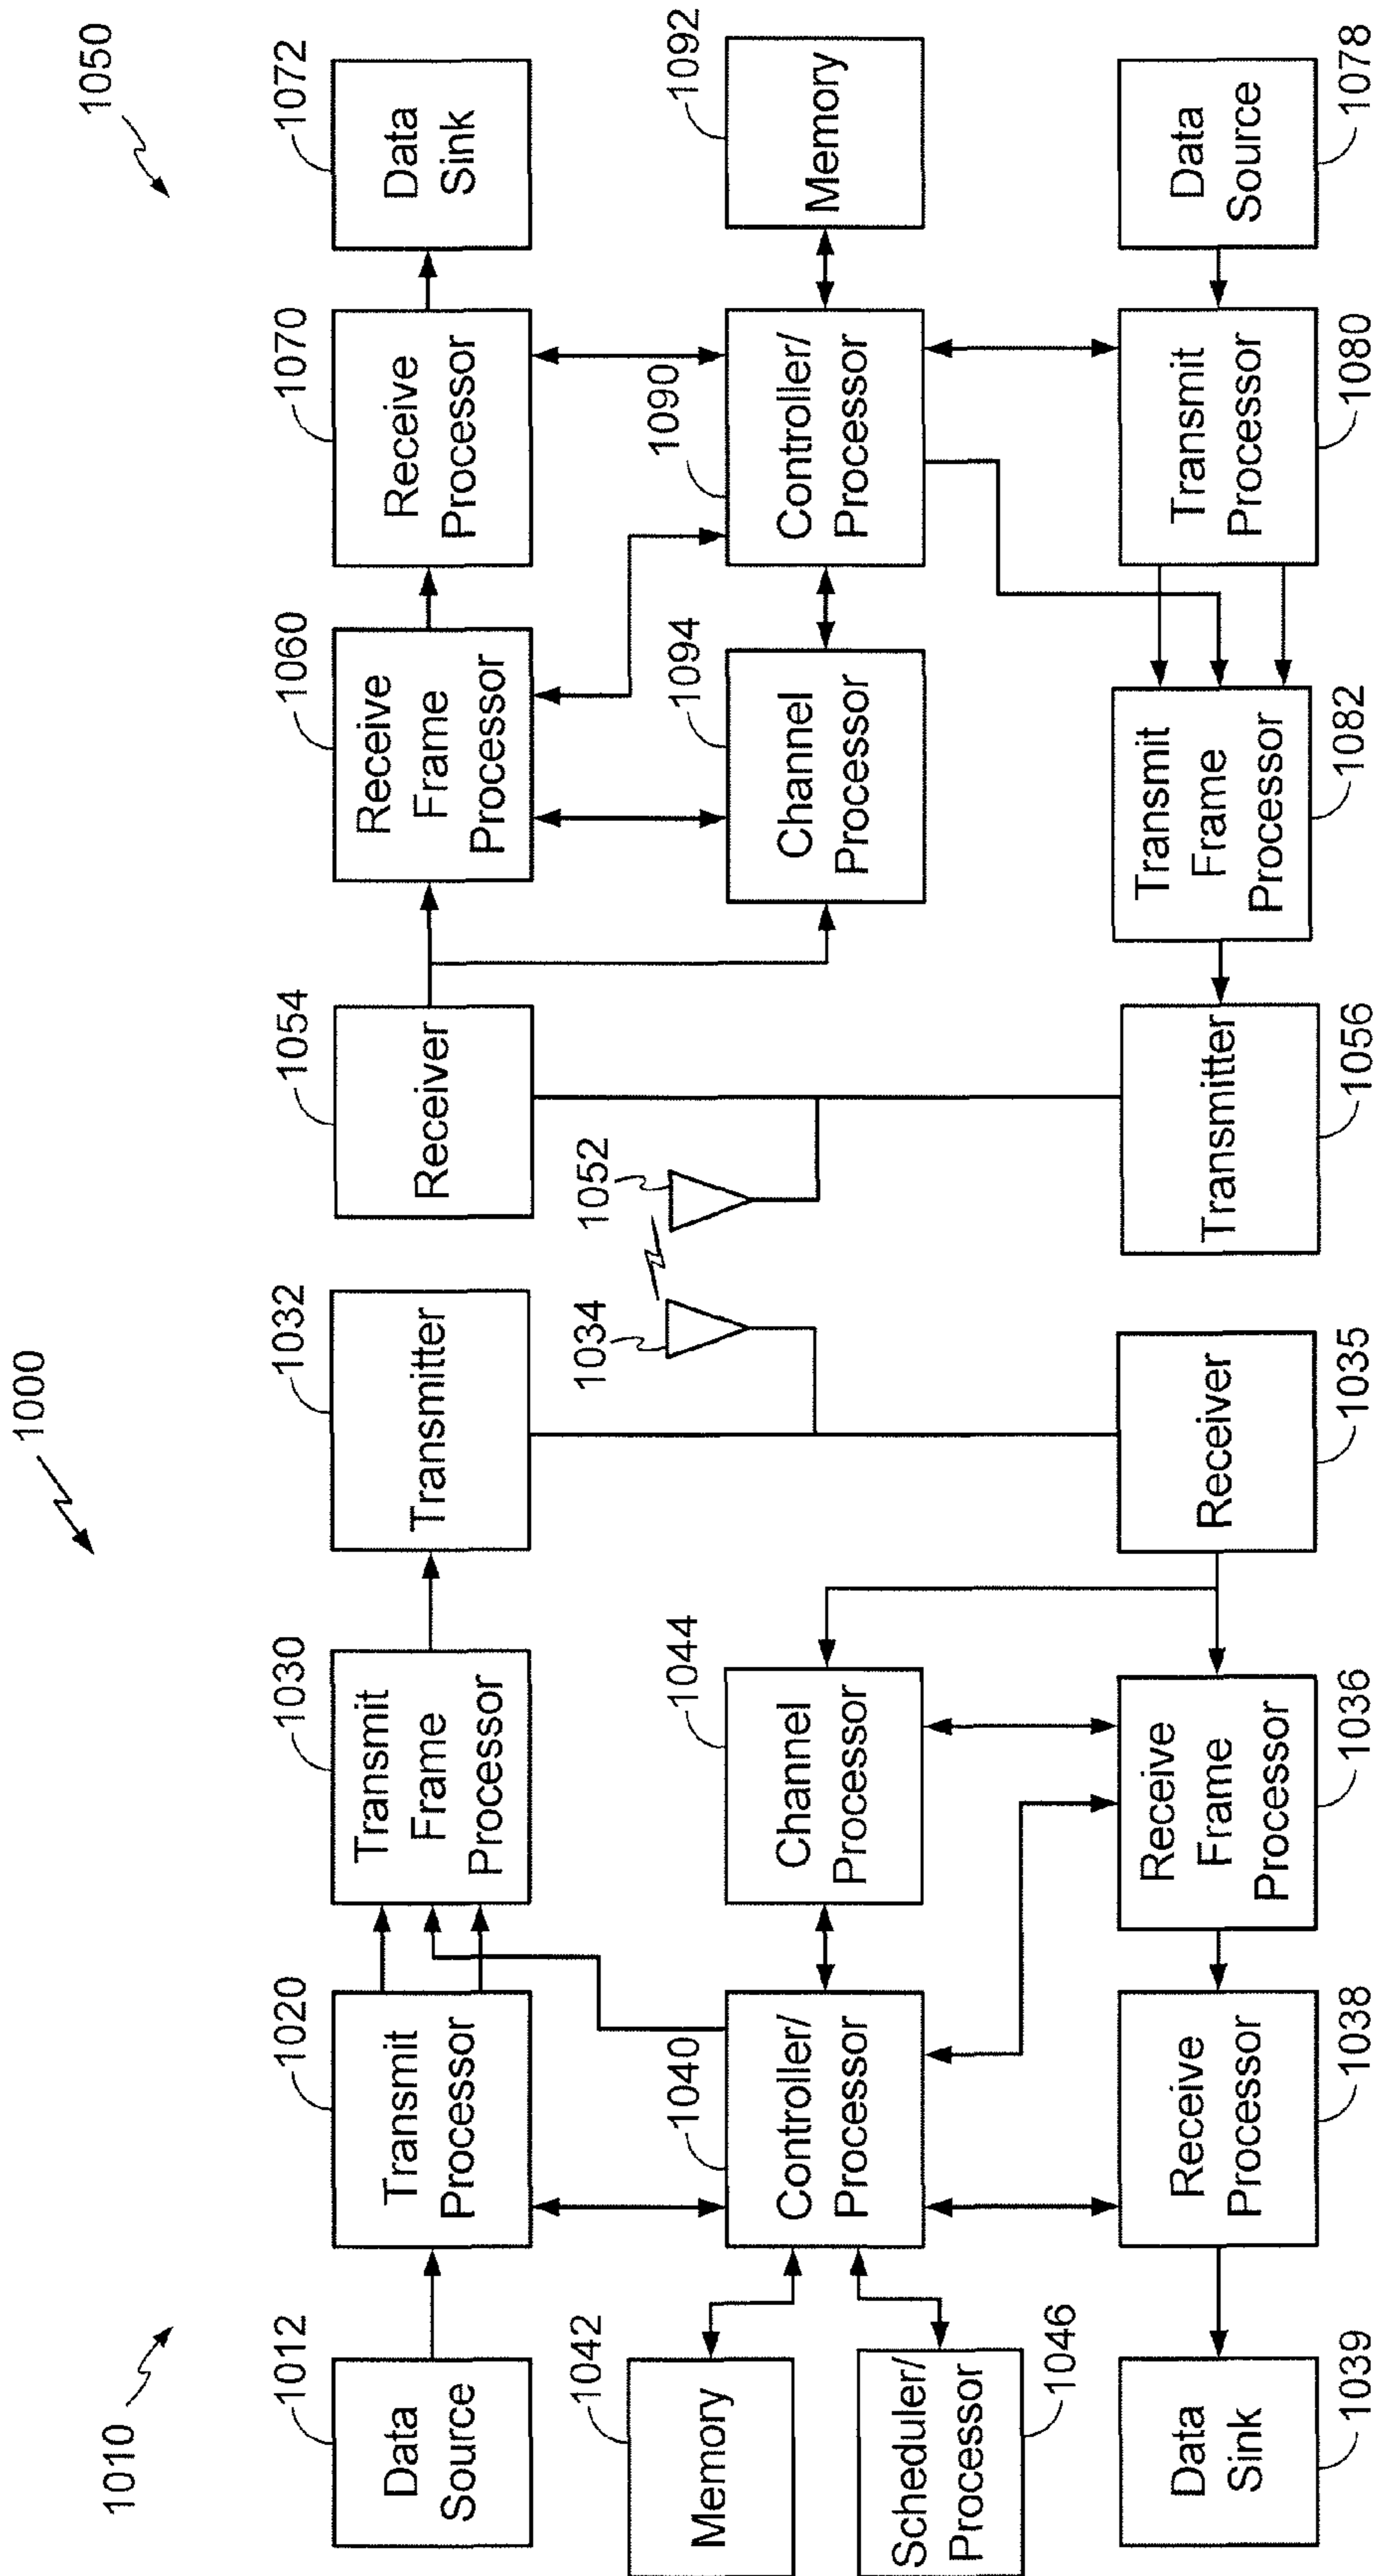 1000
1010
1050
1012
Data
Source
1020
Transmit
Processor
1030
Transmit
Frame
Processor
1032
Transmitter
1054
Receiver
1060
Receive
Frame
Processor
1070
Receive
Processor
1072
Data
Sink
1042
Memory
1046
Scheduler/
Processor
1040
Controller/
Processor
1044
Channel
Processor
1034
1052
1094
Channel
Processor
1090
Controller/
Processor
1092
Memory
Data
Sink
1039
Receive
Processor
1038
Receive
Frame
Processor
1036
Receiver
1035
Transmitter
1056
Transmit
Frame
Processor
1082
Transmit
Processor
1080
Data
Source
1078